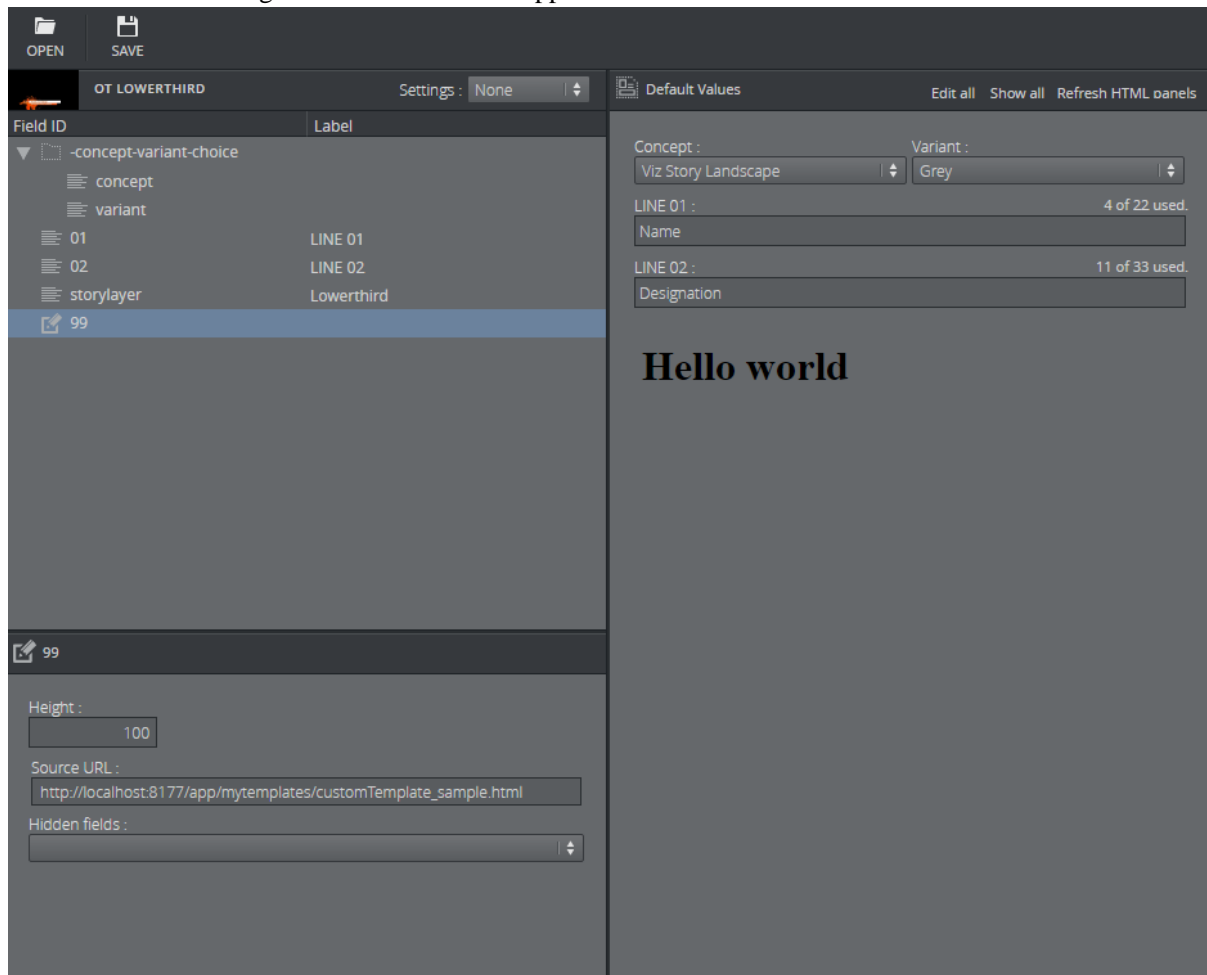 OPEN SAVE
OT LOWERTHIRD Settings : None
Field ID Label
-concept-variant-choice
concept
variant
01 LINE 01
02 LINE 02
storylayer Lowerthird
99
99
Height :
100
Source URL :
http://localhost:8177/app/mytemplates/customTemplate_sample.html
Hidden fields :
Default Values Edit all Show all Refresh HTML panels
Concept : Variant :
Viz Story Landscape Grey
LINE 01 : 4 of 22 used.
Name
LINE 02 : 11 of 33 used.
Designation
Hello world